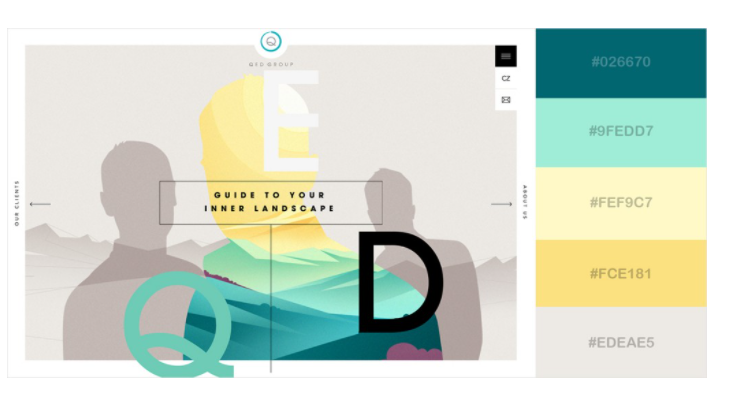 Q
QED GROUP
E
CZ
GUIDE TO YOUR
INNER LANDSCAPE
OUR CLIENTS
ABOUT US
D
Q
#026670
#9FEDD7
#FEF9C7
#FCE181
#EDEAE5